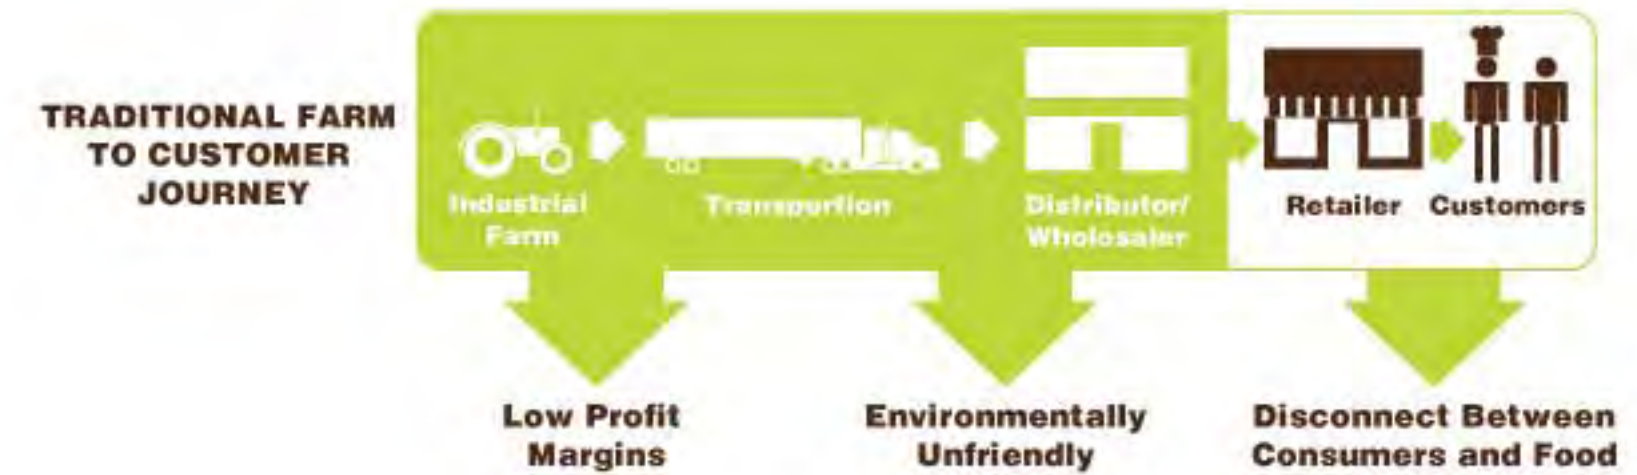 TRADITIONAL FARM
TO CUSTOMER
JOURNEY
Industrial
Farm
Transportion
Distributor/
Wholosaler
Retailer
Customers
Low Profit
Margins
Environmentally
Unfriendly
Disconnect Between
Consumers and Food